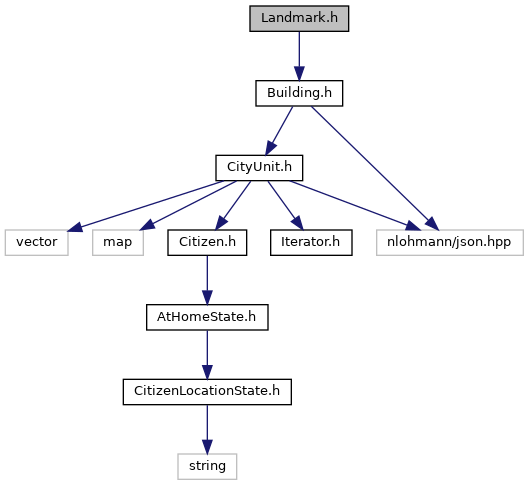 Landmark.h
Building.h
CityUnit.h
vector
map
Citizen.h
Iterator.h
nlohmann/json.hpp
AtHomeState.h
CitizenLocationState.h
string